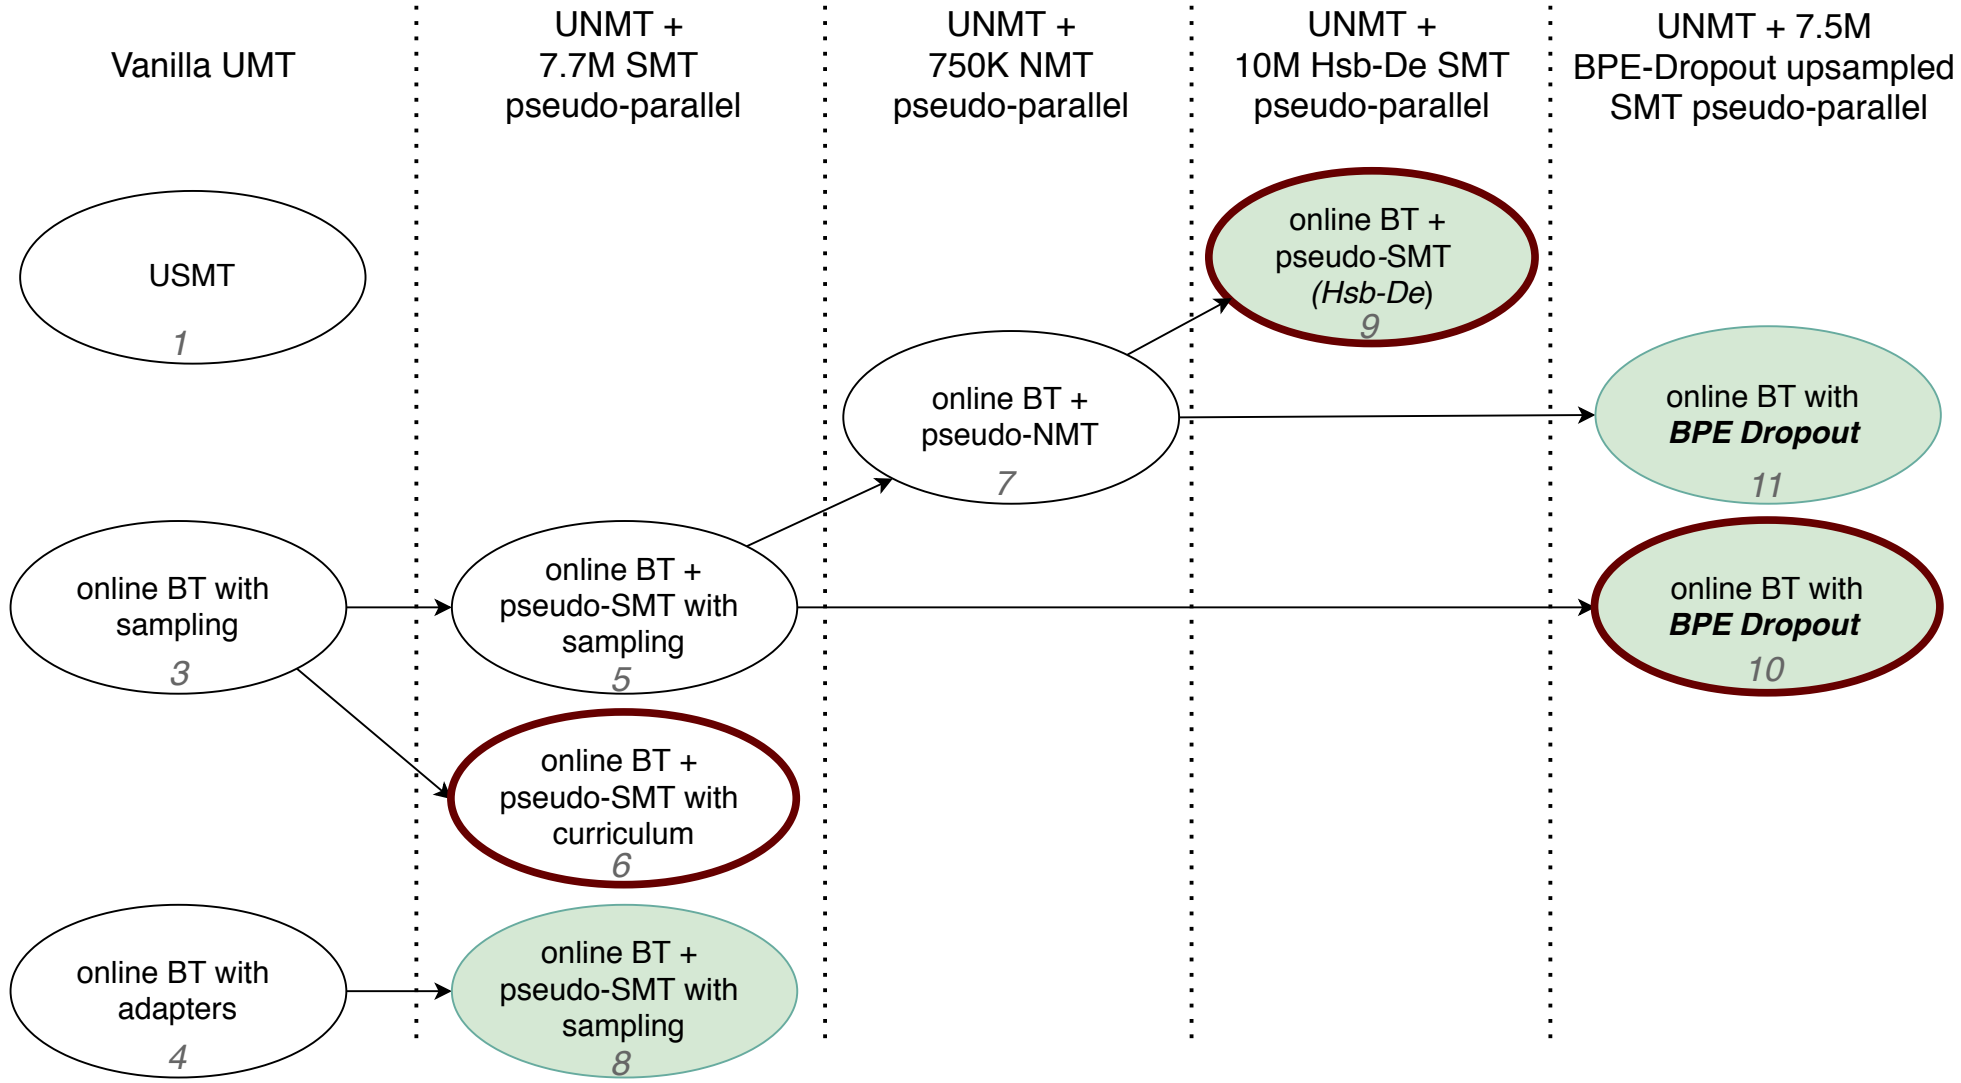 Vanilla UMT
UNMT +
7.7M SMT
pseudo-parallel
UNMT +
750K NMT
pseudo-parallel
UNMT +
10M Hsb-De SMT
pseudo-parallel
UNMT + 7.5M
BPE-Dropout upsampled
SMT pseudo-parallel
USMT
1
online BT with
sampling
3
online BT with
adapters
4
online BT +
pseudo-SMT with
sampling
5
online BT +
pseudo-SMT with
curriculum
6
online BT +
pseudo-SMT with
sampling
8
online BT +
pseudo-NMT
7
online BT +
pseudo-SMT
(Hsb-De)
9
online BT with
BPE Dropout
11
online BT with
BPE Dropout
10